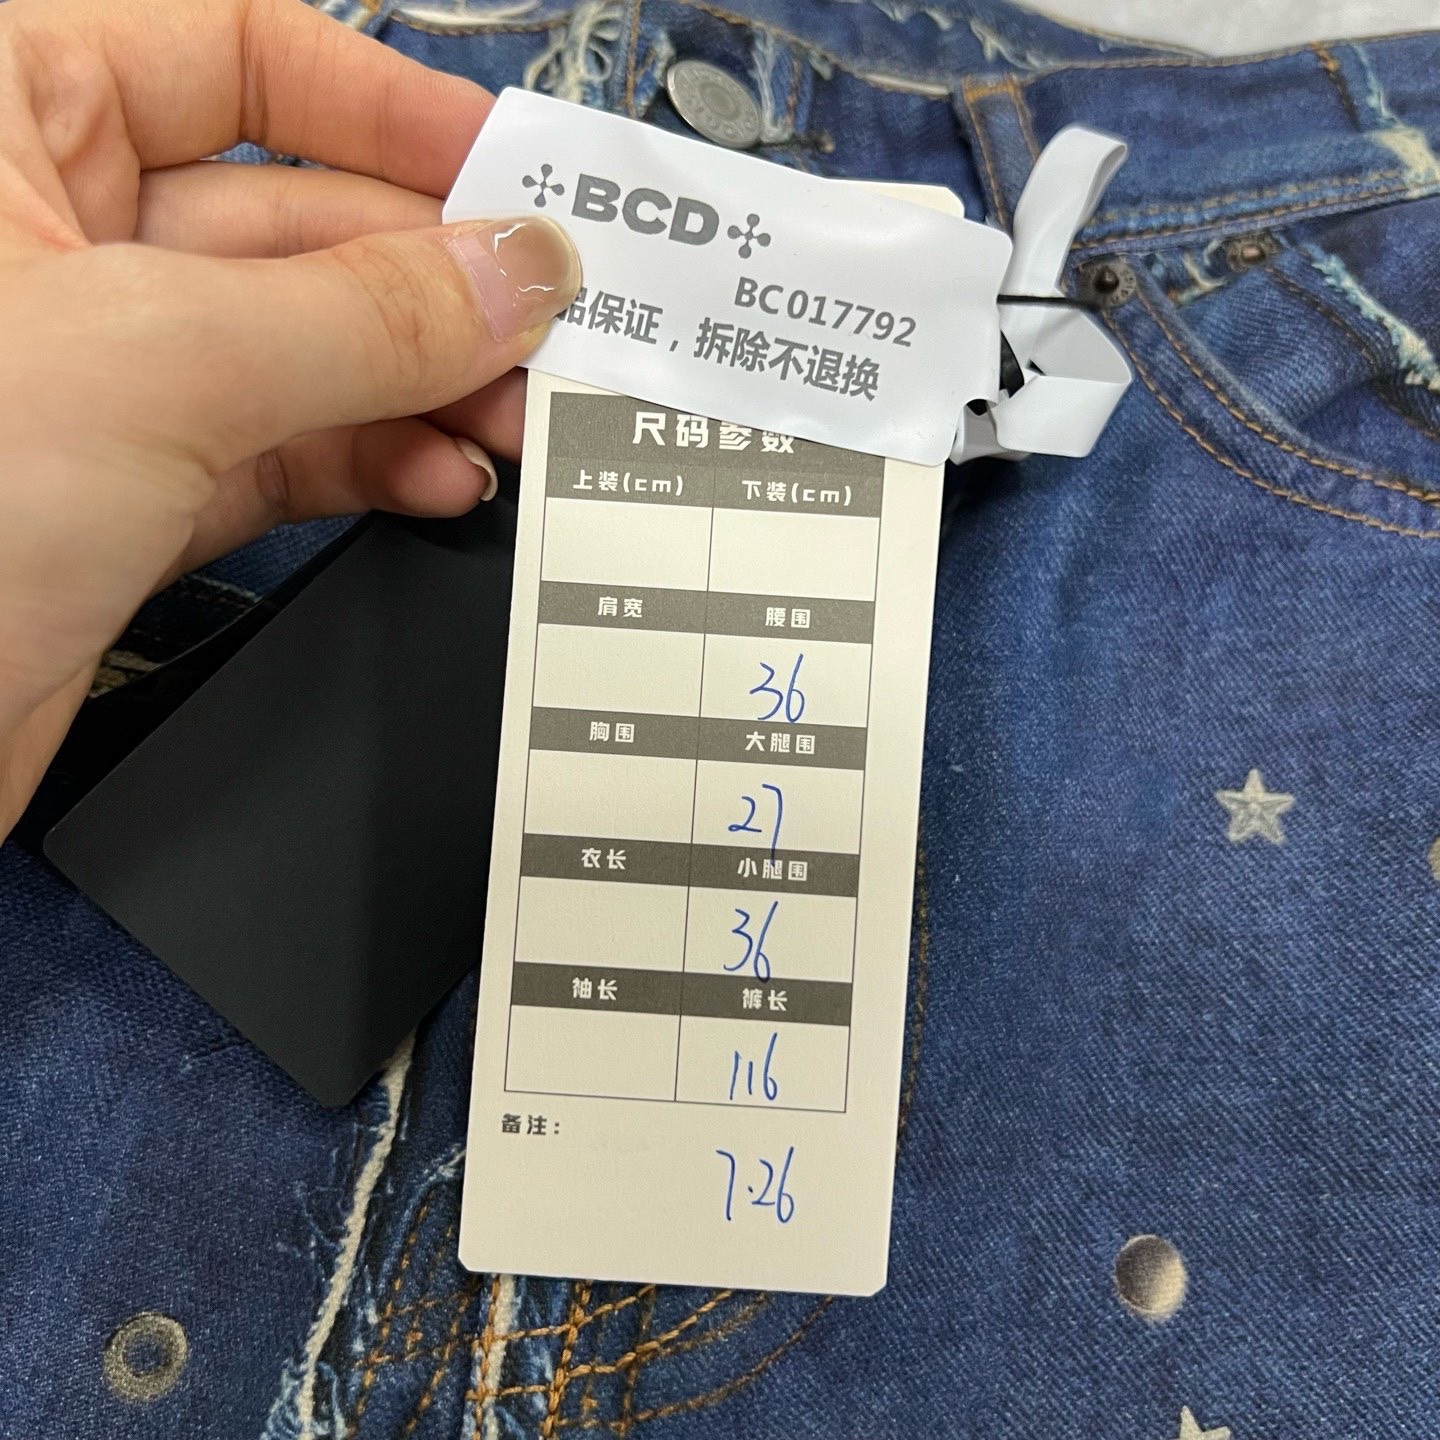 BCD
BC017792
品保证，拆除不退换
尺码参数
上装(cm) 下装(cm)
肩宽 腰围
36
胸围 大腿围
27
衣长 小腿围
36
袖长 裤长
116
备注:
7.26